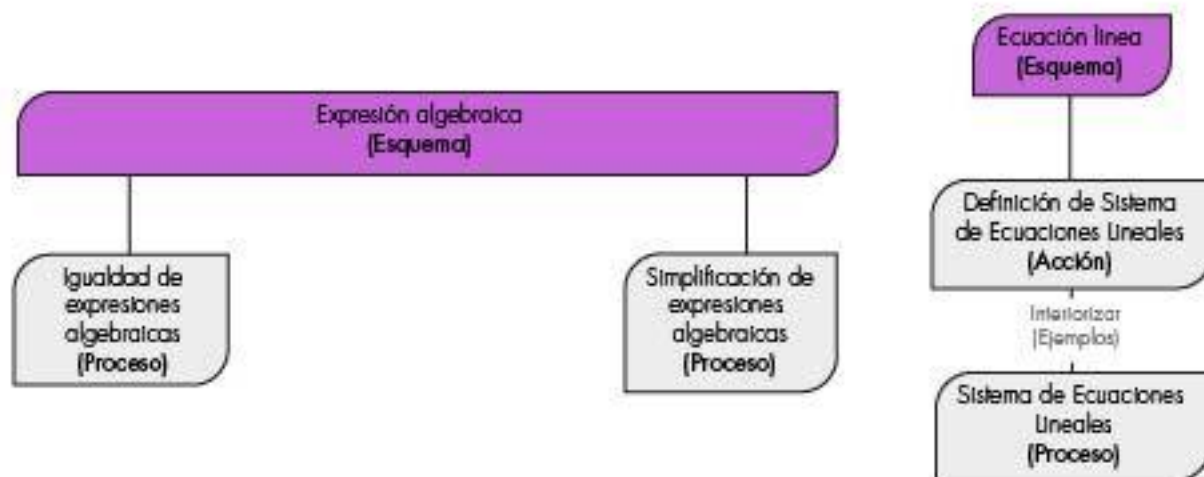 Expresión algebraica
(Esquema)
Igualdad de
expresiones
algebraicas
(Proceso)
Simplificación de
expresiones
algebraicas
(Proceso)
Ecuación línea
(Esquema)
Definición de Sistema
de Ecuaciones Lineales
(Acción)
Interiorizar
(Ejemplos)
Sistema de Ecuaciones
Lineales
(Proceso)